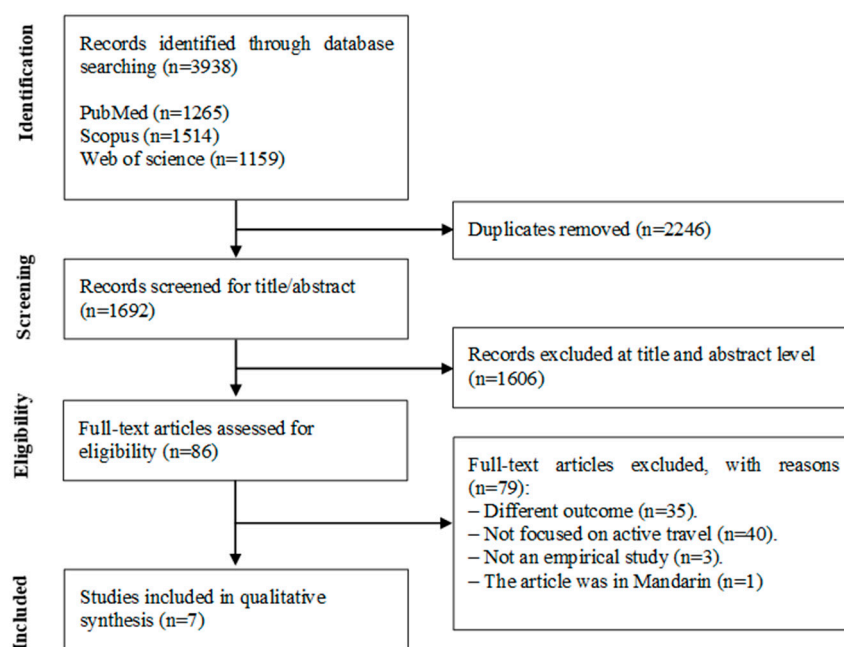 Identification
Records identified through database
searching (n=3938)
PubMed (n=1265)
Scopus (n=1514)
Web of science (n=1159)
Duplicates removed (n=2246)
Screening
Records screened for title/abstract
(n=1692)
Records excluded at title and abstract level
(n=1606)
Eligibility
Full-text articles assessed for
eligibility (n=86)
Full-text articles excluded, with reasons
(n=79):
– Different outcome (n=35).
– Not focused on active travel (n=40).
– Not an empirical study (n=3).
– The article was in Mandarin (n=1)
Included
Studies included in qualitative
synthesis (n=7)